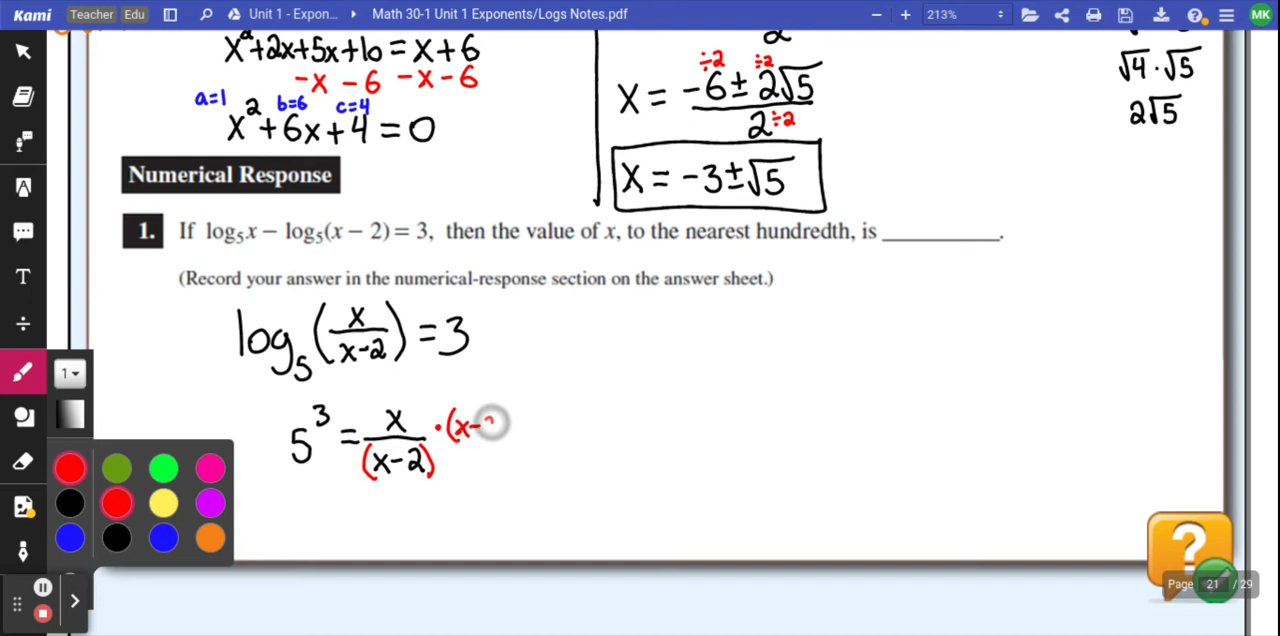 Kami Teacher Edu Unit 1 - Expon... Math 30-1 Unit 1 Exponents/Logs Notes.pdf 213% MK
x²+2x+5x+10 = x+6
-x -6 -x -6
a=1 b=6 c=4
x²+6x+4=0
2
÷2 ÷2
x = -6 ± 2√5 / 2 ÷2
x = -3±√5
√4 · √5
2√5
Numerical Response
1. If log₅x − log₅(x − 2) = 3, then the value of x, to the nearest hundredth, is __________.
(Record your answer in the numerical-response section on the answer sheet.)
log₅(x/(x-2)) = 3
5³ = x/(x-2) ·(x-
T
1
Page 21 / 29